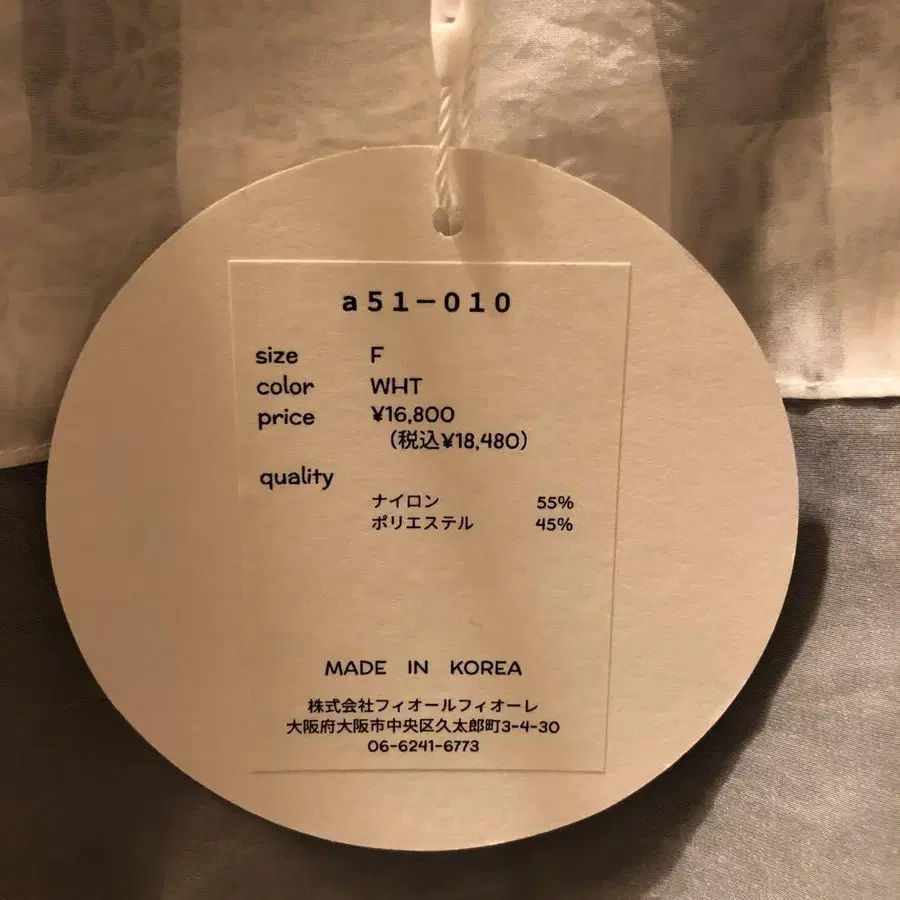 a51-010
size F
color WHT
price ¥16,800
(税込¥18,480)
quality
ナイロン 55%
ポリエステル 45%
MADE IN KOREA
株式会社フィオールフィオーレ
大阪府大阪市中央区久太郎町3-4-30
06-6241-6773